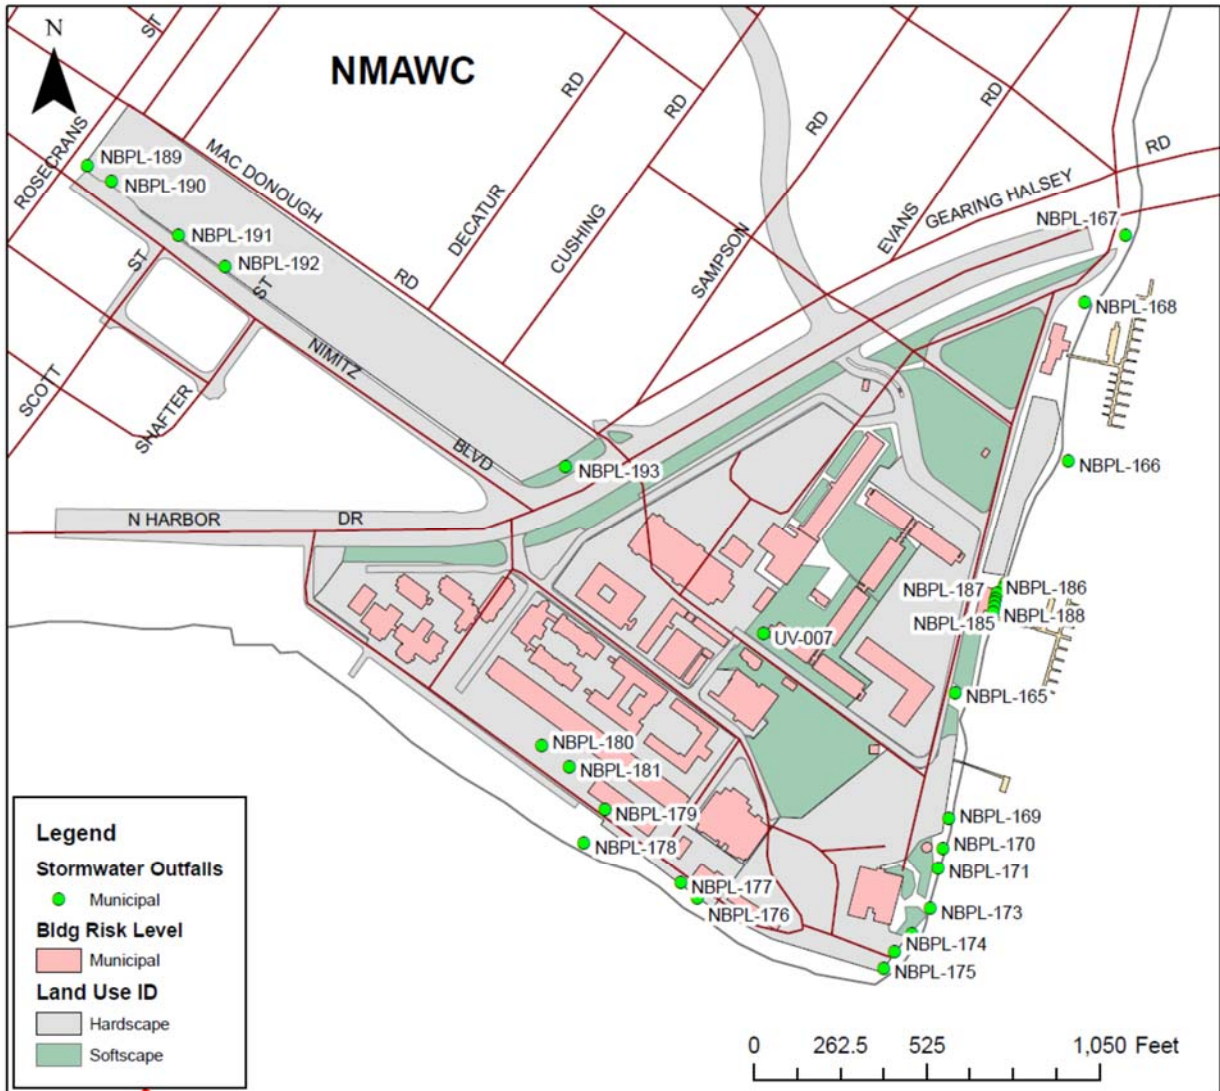 N
NMAWC
ST
ROSECRANS
MAC DONOUGH
RD
DECATUR
RD
CUSHING
RD
SAMPSON
RD
EVANS
RD
GEARING HALSEY
RD
NBPL-189
NBPL-190
NBPL-191
NBPL-192
NBPL-167
NBPL-168
ST
ST
SCOTT
SHAFTER
NIMITZ
BLVD
NBPL-193
NBPL-166
N HARBOR
DR
NBPL-187
NBPL-186
NBPL-185
NBPL-188
UV-007
NBPL-165
NBPL-180
NBPL-181
NBPL-179
NBPL-178
NBPL-169
NBPL-170
NBPL-171
NBPL-177
NBPL-176
NBPL-173
NBPL-174
NBPL-175
Legend
Stormwater Outfalls
Municipal
Bldg Risk Level
Municipal
Land Use ID
Hardscape
Softscape
0 262.5 525 1,050 Feet